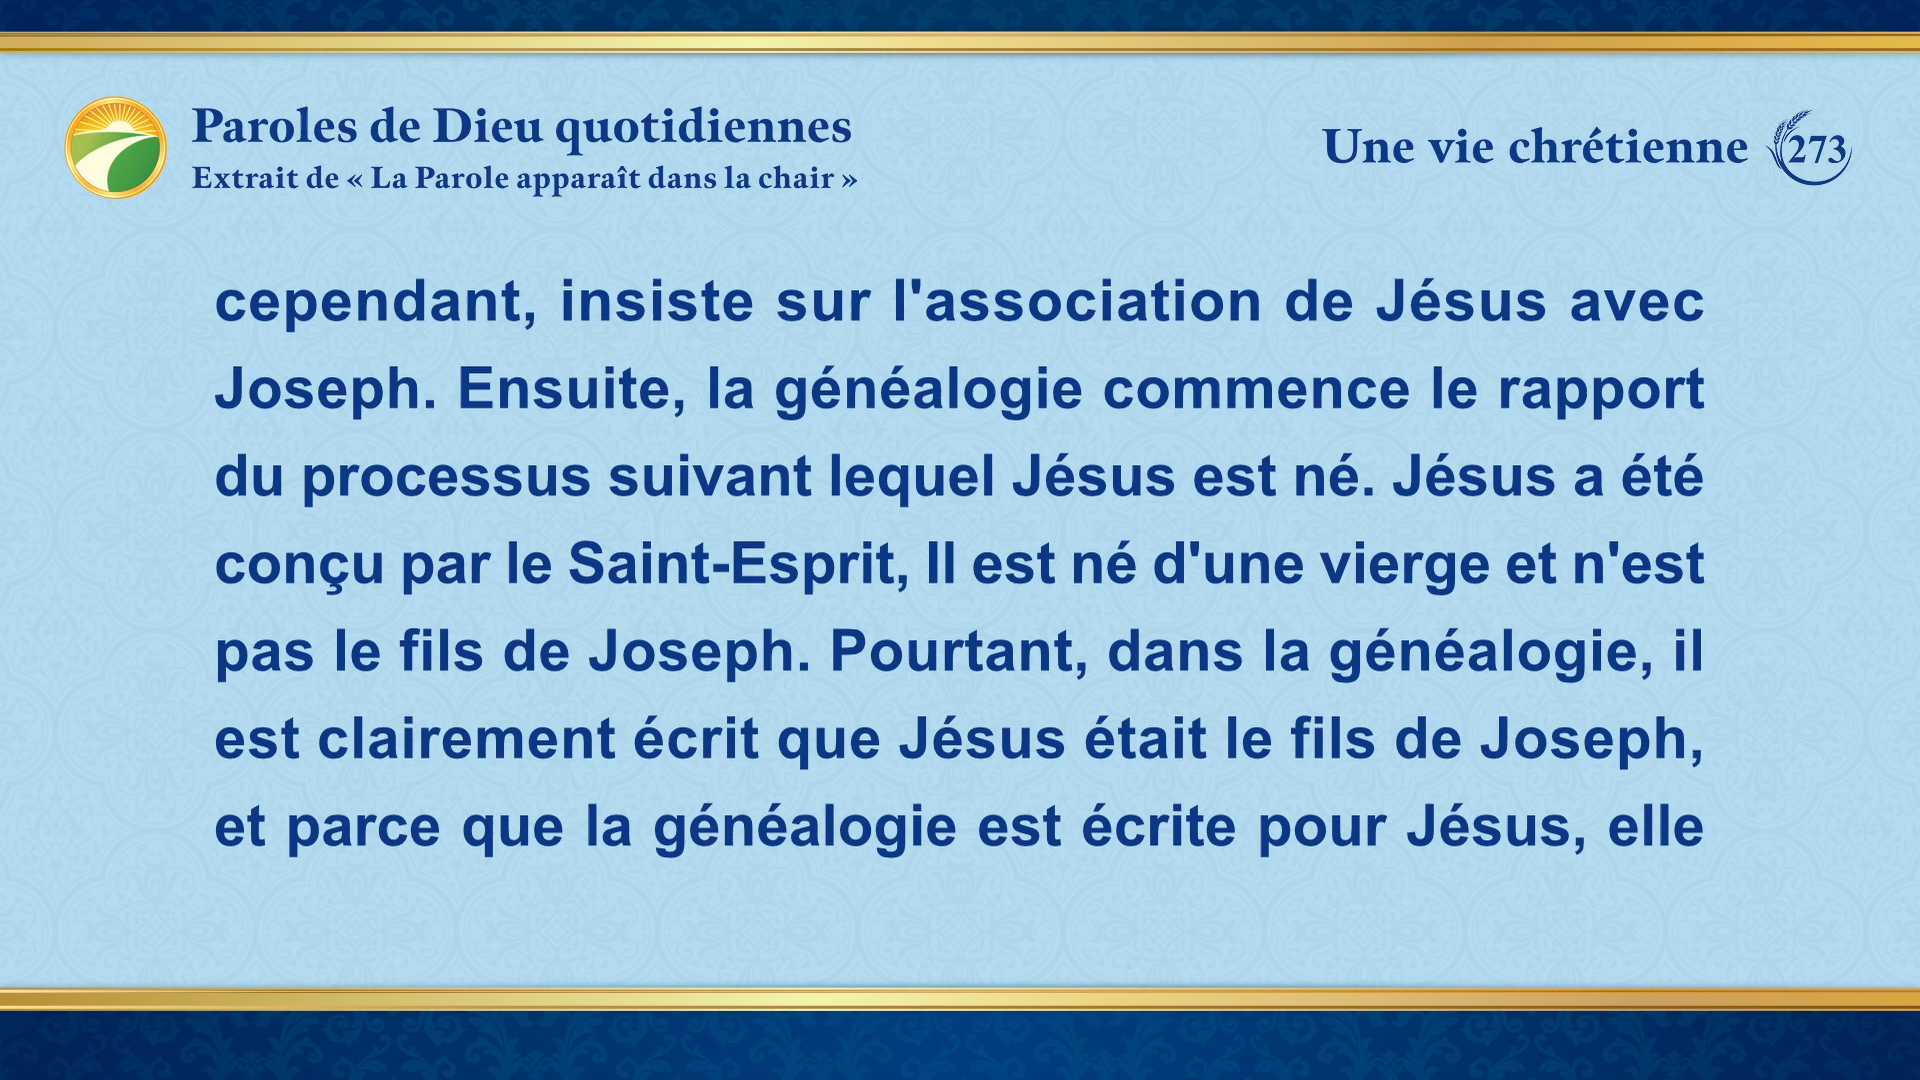 Paroles de Dieu quotidiennes
Extrait de « La Parole apparaît dans la chair »
Une vie chrétienne 273
cependant, insiste sur l'association de Jésus avec
Joseph. Ensuite, la généalogie commence le rapport
du processus suivant lequel Jésus est né. Jésus a été
conçu par le Saint-Esprit, Il est né d'une vierge et n'est
pas le fils de Joseph. Pourtant, dans la généalogie, il
est clairement écrit que Jésus était le fils de Joseph,
et parce que la généalogie est écrite pour Jésus, elle